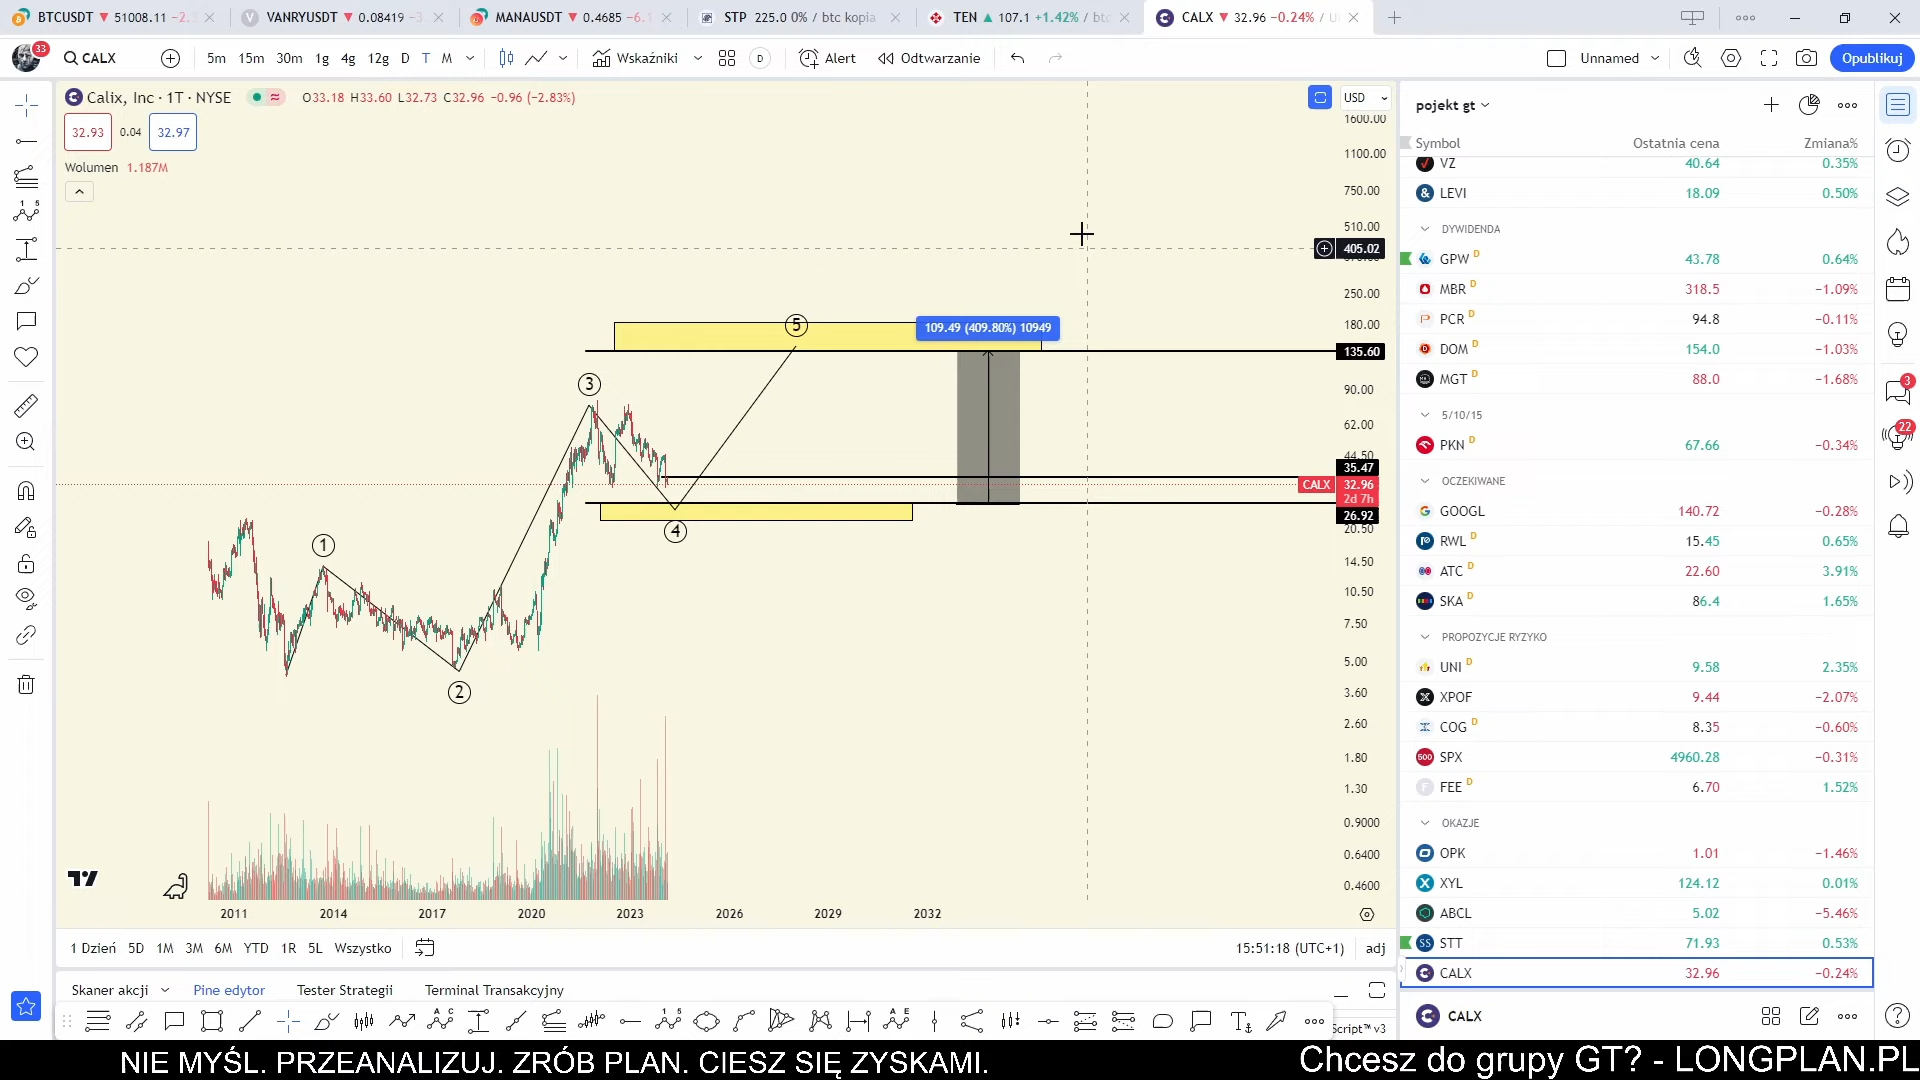 BTCUSDT ▼ 51008.11 −2.
VANRYUSDT ▼ 0.08419 −3.
MANAUSDT ▼ 0.4685 −6.1
STP 225.0 0% / btc kopia
TEN ▲ 107.1 +1.42% / btc
CALX ▼ 32.96 −0.24% / U
33
CALX
5m 15m 30m 1g 4g 12g D T M
Wskaźniki
D
Alert
Odtwarzanie
Unnamed
Opublikuj
Calix, Inc · 1T · NYSE
O33.18 H33.60 L32.73 C32.96 −0.96 (−2.83%)
USD
32.93 0.04 32.97
Wolumen 1.187M
1600.00
1100.00
750.00
510.00
405.02
250.00
180.00
135.60
90.00
62.00
44.50
35.47
CALX 32.96
2d 7h
26.92
20.50
14.50
10.50
7.50
5.00
3.60
2.60
1.80
1.30
0.9000
0.6400
0.4600
109.49 (409.80%) 10949
5
3
4
1
2
2011 2014 2017 2020 2023 2026 2029 2032
1 Dzień 5D 1M 3M 6M YTD 1R 5L Wszystko
15:51:18 (UTC+1) adj
Skaner akcji Pine edytor Tester Strategii Terminal Transakcyjny
Script™ v3
pojekt gt
Symbol Ostatnia cena Zmiana%
VZ 40.64 0.35%
LEVI 18.09 0.50%
DYWIDENDA
GPW D 43.78 0.64%
MBR D 318.5 −1.09%
PCR D 94.8 −0.11%
DOM D 154.0 −1.03%
MGT D 88.0 −1.68%
5/10/15
PKN D 67.66 −0.34%
OCZEKIWANE
GOOGL 140.72 −0.28%
RWL D 15.45 0.65%
ATC D 22.60 3.91%
SKA D 86.4 1.65%
PROPOZYCJE RYZYKO
UNI D 9.58 2.35%
XPOF 9.44 −2.07%
COG D 8.35 −0.60%
SPX 4960.28 −0.31%
FEE D 6.70 1.52%
OKAZJE
OPK 1.01 −1.46%
XYL 124.12 0.01%
ABCL 5.02 −5.46%
STT 71.93 0.53%
CALX 32.96 −0.24%
CALX
3
22
NIE MYŚL. PRZEANALIZUJ. ZRÓB PLAN. CIESZ SIĘ ZYSKAMI.
Chcesz do grupy GT? - LONGPLAN.PL